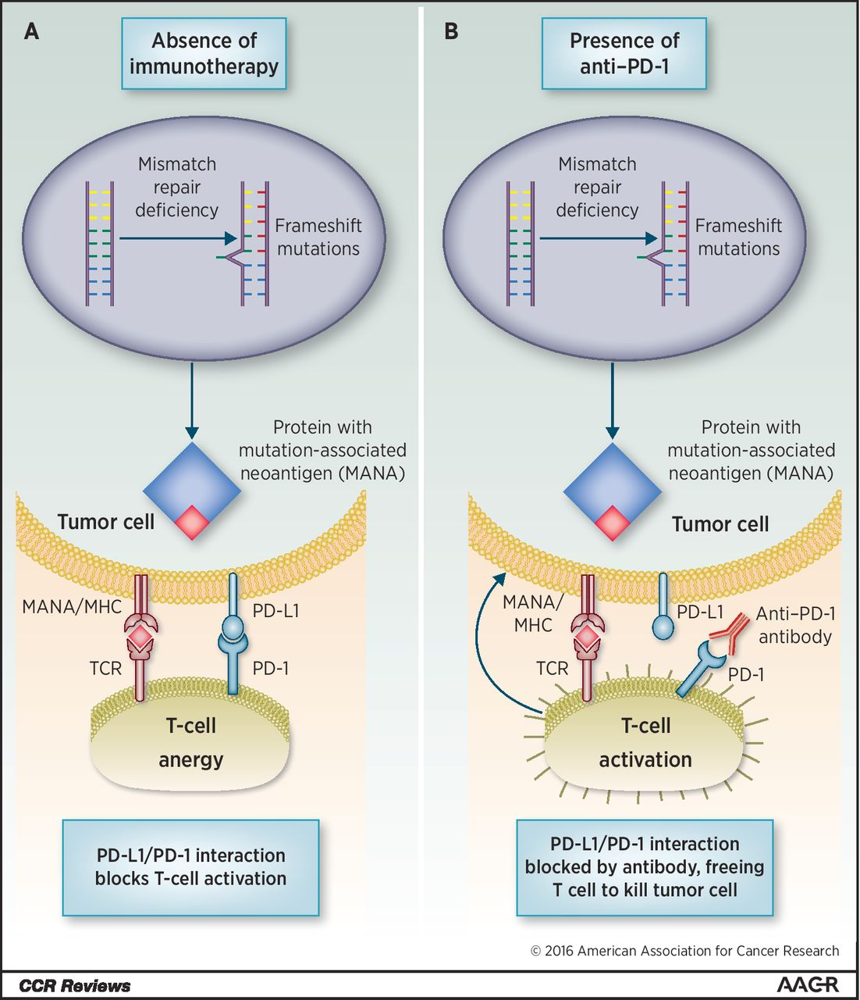 A
Absence of
immunotherapy
Mismatch
repair
deficiency
Frameshift
mutations
Protein with
mutation-associated
neoantigen (MANA)
Tumor cell
MANA/MHC
PD-L1
TCR
PD-1
T-cell
anergy
PD-L1/PD-1 interaction
blocks T-cell activation
B
Presence of
anti–PD-1
Mismatch
repair
deficiency
Frameshift
mutations
Protein with
mutation-associated
neoantigen (MANA)
Tumor cell
MANA/
MHC
PD-L1
Anti–PD-1
antibody
TCR
PD-1
T-cell
activation
PD-L1/PD-1 interaction
blocked by antibody, freeing
T cell to kill tumor cell
© 2016 American Association for Cancer Research
CCR Reviews
AACR